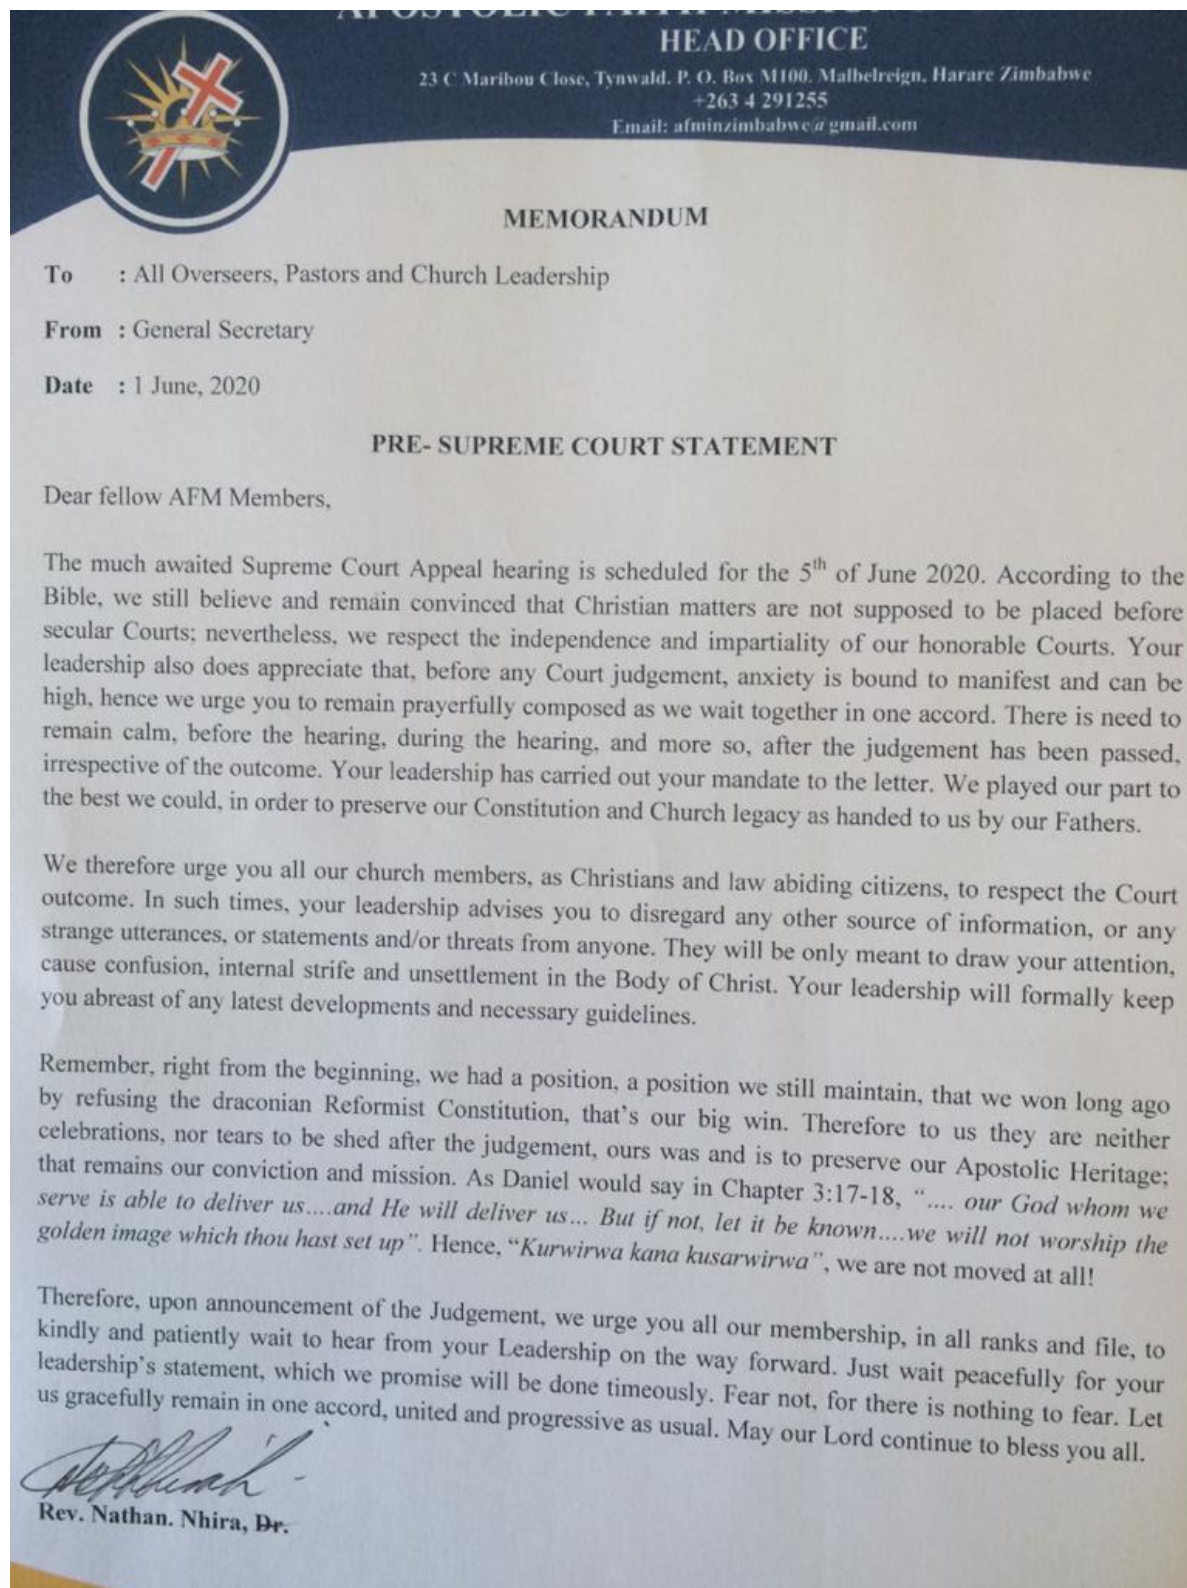 APOSTOLIC FAITH MISSION
HEAD OFFICE
23 C Maribou Close, Tynwald. P. O. Box M100. Malbelreign, Harare Zimbabwe
+263 4 291255
Email: afminzimbabwe@gmail.com
MEMORANDUM
To : All Overseers, Pastors and Church Leadership
From : General Secretary
Date : 1 June, 2020
PRE- SUPREME COURT STATEMENT
Dear fellow AFM Members,
The much awaited Supreme Court Appeal hearing is scheduled for the 5th of June 2020. According to the
Bible, we still believe and remain convinced that Christian matters are not supposed to be placed before
secular Courts; nevertheless, we respect the independence and impartiality of our honorable Courts. Your
leadership also does appreciate that, before any Court judgement, anxiety is bound to manifest and can be
high, hence we urge you to remain prayerfully composed as we wait together in one accord. There is need to
remain calm, before the hearing, during the hearing, and more so, after the judgement has been passed,
irrespective of the outcome. Your leadership has carried out your mandate to the letter. We played our part to
the best we could, in order to preserve our Constitution and Church legacy as handed to us by our Fathers.
We therefore urge you all our church members, as Christians and law abiding citizens, to respect the Court
outcome. In such times, your leadership advises you to disregard any other source of information, or any
strange utterances, or statements and/or threats from anyone. They will be only meant to draw your attention,
cause confusion, internal strife and unsettlement in the Body of Christ. Your leadership will formally keep
you abreast of any latest developments and necessary guidelines.
Remember, right from the beginning, we had a position, a position we still maintain, that we won long ago
by refusing the draconian Reformist Constitution, that's our big win. Therefore to us they are neither
celebrations, nor tears to be shed after the judgement, ours was and is to preserve our Apostolic Heritage;
that remains our conviction and mission. As Daniel would say in Chapter 3:17-18, "…. our God whom we
serve is able to deliver us....and He will deliver us... But if not, let it be known....we will not worship the
golden image which thou hast set up". Hence, "Kurwirwa kana kusarwirwa", we are not moved at all!
Therefore, upon announcement of the Judgement, we urge you all our membership, in all ranks and file, to
kindly and patiently wait to hear from your Leadership on the way forward. Just wait peacefully for your
leadership's statement, which we promise will be done timeously. Fear not, for there is nothing to fear. Let
us gracefully remain in one accord, united and progressive as usual. May our Lord continue to bless you all.
Rev. Nathan. Nhira, Dr.